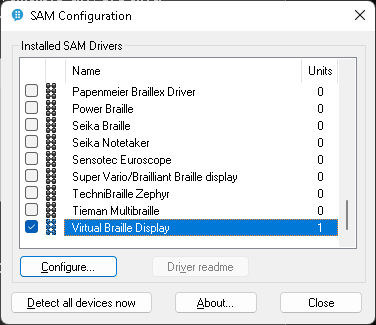 SAM Configuration
Installed SAM Drivers
Name Units
Papenmeier Braillex Driver 0
Power Braille 0
Seika Braille 0
Seika Notetaker 0
Sensotec Euroscope 0
Super Vario/Brailliant Braille display 0
TechniBraille Zephyr 0
Tieman Multibraille 0
Virtual Braille Display 1
Configure... Driver readme
Detect all devices now About... Close